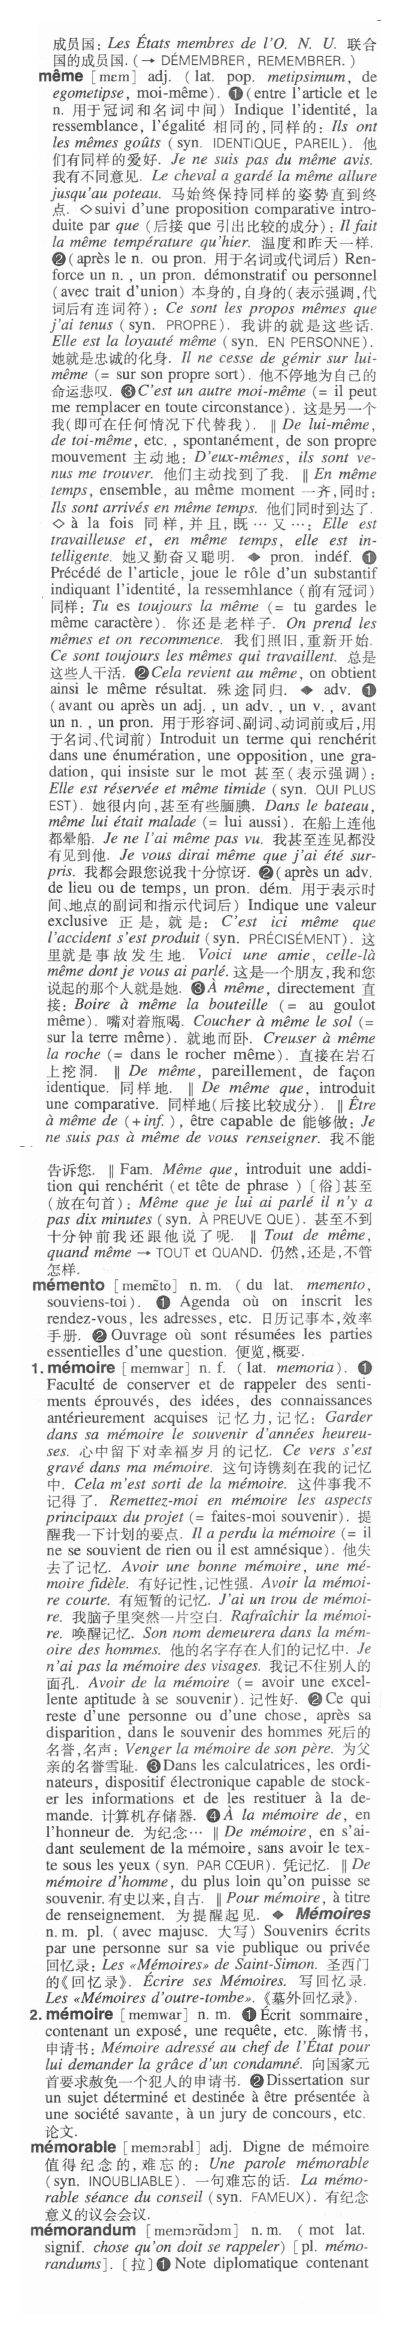 成员国: Les États membres de l'O. N. U. 联合
国的成员国. (→ DÉMEMBRER, REMEMBRER. )
même [mem] adj. (lat. pop. metipsimum, de
egometipse, moi-même). ❶(entre l'article et le
n. 用于冠词和名词中间) Indique l'identité, la
ressemblance, l'égalité 相同的,同样的: Ils ont
les mêmes goûts (syn. IDENTIQUE, PAREIL). 他
们有同样的爱好. Je ne suis pas du même avis.
我有不同意见. Le cheval a gardé la même allure
jusqu'au poteau. 马始终保持同样的姿势直到终
点. ◇suivi d'une proposition comparative intro-
duite par que (后接 que 引出比较的成分): Il fait
la même température qu'hier. 温度和昨天一样.
❷(après le n. ou pron. 用于名词或代词后) Ren-
force un n. , un pron. démonstratif ou personnel
(avec trait d'union) 本身的,自身的(表示强调,代
词后有连词符): Ce sont les propos mêmes que
j'ai tenus (syn. PROPRE). 我讲的就是这些话.
Elle est la loyauté même (syn. EN PERSONNE).
她就是忠诚的化身. Il ne cesse de gémir sur lui-
même (= sur son propre sort). 他不停地为自己的
命运悲叹. ❸C'est un autre moi-même (= il peut
me remplacer en toute circonstance). 这是另一个
我(即可在任何情况下代替我). ‖ De lui-même,
de toi-même, etc. , spontanément, de son propre
mouvement 主动地: D'eux-mêmes, ils sont ve-
nus me trouver. 他们主动找到了我. ‖ En même
temps, ensemble, au même moment 一齐,同时:
Ils sont arrivés en même temps. 他们同时到达了.
◇ à la fois 同样,并且,既…又…: Elle est
travailleuse et, en même temps, elle est in-
telligente. 她又勤奋又聪明. ◆ pron. indéf. ❶
Précédé de l'article, joue le rôle d'un substantif
indiquant l'identité, la ressemhlance (前有冠词)
同样: Tu es toujours la même (= tu gardes le
même caractère). 你还是老样子. On prend les
mêmes et on recommence. 我们照旧,重新开始.
Ce sont toujours les mêmes qui travaillent. 总是
这些人干活. ❷Cela revient au même, on obtient
ainsi le même résultat. 殊途同归. ◆ adv. ❶
(avant ou après un adj. , un adv. , un v. , avant
un n. , un pron. 用于形容词、副词、动词前或后,用
于名词、代词前) Introduit un terme qui renchérit
dans une énumération, une opposition, une gra-
dation, qui insiste sur le mot 甚至(表示强调):
Elle est réservée et même timide (syn. QUI PLUS
EST). 她很内向,甚至有些腼腆. Dans le bateau,
même lui était malade (= lui aussi). 在船上连他
都晕船. Je ne l'ai même pas vu. 我甚至连见都没
有见到他. Je vous dirai même que j'ai été sur-
pris. 我都会跟您说我十分惊讶. ❷(après un adv.
de lieu ou de temps, un pron. dém. 用于表示时
间、地点的副词和指示代词后) Indique une valeur
exclusive 正是,就是: C'est ici même que
l'accident s'est produit (syn. PRÉCISÉMENT). 这
里就是事故发生地. Voici une amie, celle-là
même dont je vous ai parlé. 这是一个朋友,我和您
说起的那个人就是她. ❸À même, directement 直
接: Boire à même la bouteille (= au goulot
même). 嘴对着瓶喝. Coucher à même le sol (=
sur la terre même). 就地而卧. Creuser à même
la roche (= dans le rocher même). 直接在岩石
上挖洞. ‖ De même, pareillement, de façon
identique. 同样地. ‖ De même que, introduit
une comparative. 同样地(后接比较成分). ‖ Être
à même de (+inf. ), être capable de 能够做: Je
ne suis pas à même de vous renseigner. 我不能
告诉您. ‖ Fam. Même que, introduit une addi-
tion qui renchérit (et tête de phrase ) 〔俗〕甚至
(放在句首): Même que je lui ai parlé il n'y a
pas dix minutes (syn. À PREUVE QUE). 甚至不到
十分钟前我还跟他说了呢. ‖ Tout de même,
quand même → TOUT et QUAND. 仍然,还是,不管
怎样.
mémento [memɛ̃to] n. m. ( du lat. memento,
souviens-toi). ❶ Agenda où on inscrit les
rendez-vous, les adresses, etc. 日历记事本,效率
手册. ❷ Ouvrage où sont résumées les parties
essentielles d'une question. 便览,概要.
1. mémoire [memwar] n. f. ( lat. memoria). ❶
Faculté de conserver et de rappeler des senti-
ments éprouvés, des idées, des connaissances
antérieurement acquises 记忆力,记忆: Garder
dans sa mémoire le souvenir d'années heureu-
ses. 心中留下对幸福岁月的记忆. Ce vers s'est
gravé dans ma mémoire. 这句诗镌刻在我的记忆
中. Cela m'est sorti de la mémoire. 这件事我不
记得了. Remettez-moi en mémoire les aspects
principaux du projet (= faites-moi souvenir). 提
醒我一下计划的要点. Il a perdu la mémoire (= il
ne se souvient de rien ou il est amnésique). 他失
去了记忆. Avoir une bonne mémoire, une mé-
moire fidèle. 有好记性,记性强. Avoir la mémoi-
re courte. 有短暂的记忆. J'ai un trou de mémoi-
re. 我脑子里突然一片空白. Rafraîchir la mémoi-
re. 唤醒记忆. Son nom demeurera dans la mém-
oire des hommes. 他的名字存在人们的记忆中. Je
n'ai pas la mémoire des visages. 我记不住别人的
面孔. Avoir de la mémoire (= avoir une excel-
lente aptitude à se souvenir). 记性好. ❷Ce qui
reste d'une personne ou d'une chose, après sa
disparition, dans le souvenir des hommes 死后的
名誉,名声: Venger la mémoire de son père. 为父
亲的名誉雪耻. ❸Dans les calculatrices, les ordi-
nateurs, dispositif électronique capable de stock-
er les informations et de les restituer à la de-
mande. 计算机存储器. ❹À la mémoire de, en
l'honneur de. 为纪念… ‖ De mémoire, en s'ai-
dant seulement de la mémoire, sans avoir le tex-
te sous les yeux (syn. PAR CŒUR). 凭记忆. ‖ De
mémoire d'homme, du plus loin qu'on puisse se
souvenir. 有史以来,自古. ‖ Pour mémoire, à titre
de renseignement. 为提醒起见. ◆ Mémoires
n. m. pl. (avec majusc. 大写) Souvenirs écrits
par une personne sur sa vie publique ou privée
回忆录: Les «Mémoires» de Saint-Simon. 圣西门
的《回忆录》. Écrire ses Mémoires. 写回忆录.
Les «Mémoires d'outre-tombe». 《墓外回忆录》.
2. mémoire [memwar] n. m. ❶Écrit sommaire,
contenant un exposé, une requête, etc. 陈情书,
申请书: Mémoire adressé au chef de l'État pour
lui demander la grâce d'un condamné. 向国家元
首要求赦免一个犯人的申请书. ❷Dissertation sur
un sujet déterminé et destinée à être présentée à
une société savante, à un jury de concours, etc.
论文.
mémorable [memɔrabl] adj. Digne de mémoire
值得纪念的,难忘的: Une parole mémorable
(syn. INOUBLIABLE). 一句难忘的话. La mémo-
rable séance du conseil (syn. FAMEUX). 有纪念
意义的议会会议.
mémorandum [memɔrɑ̃dɔm] n. m. ( mot lat.
signif. chose qu'on doit se rappeler) [pl. mémo-
randums]. 〔拉〕❶Note diplomatique contenant